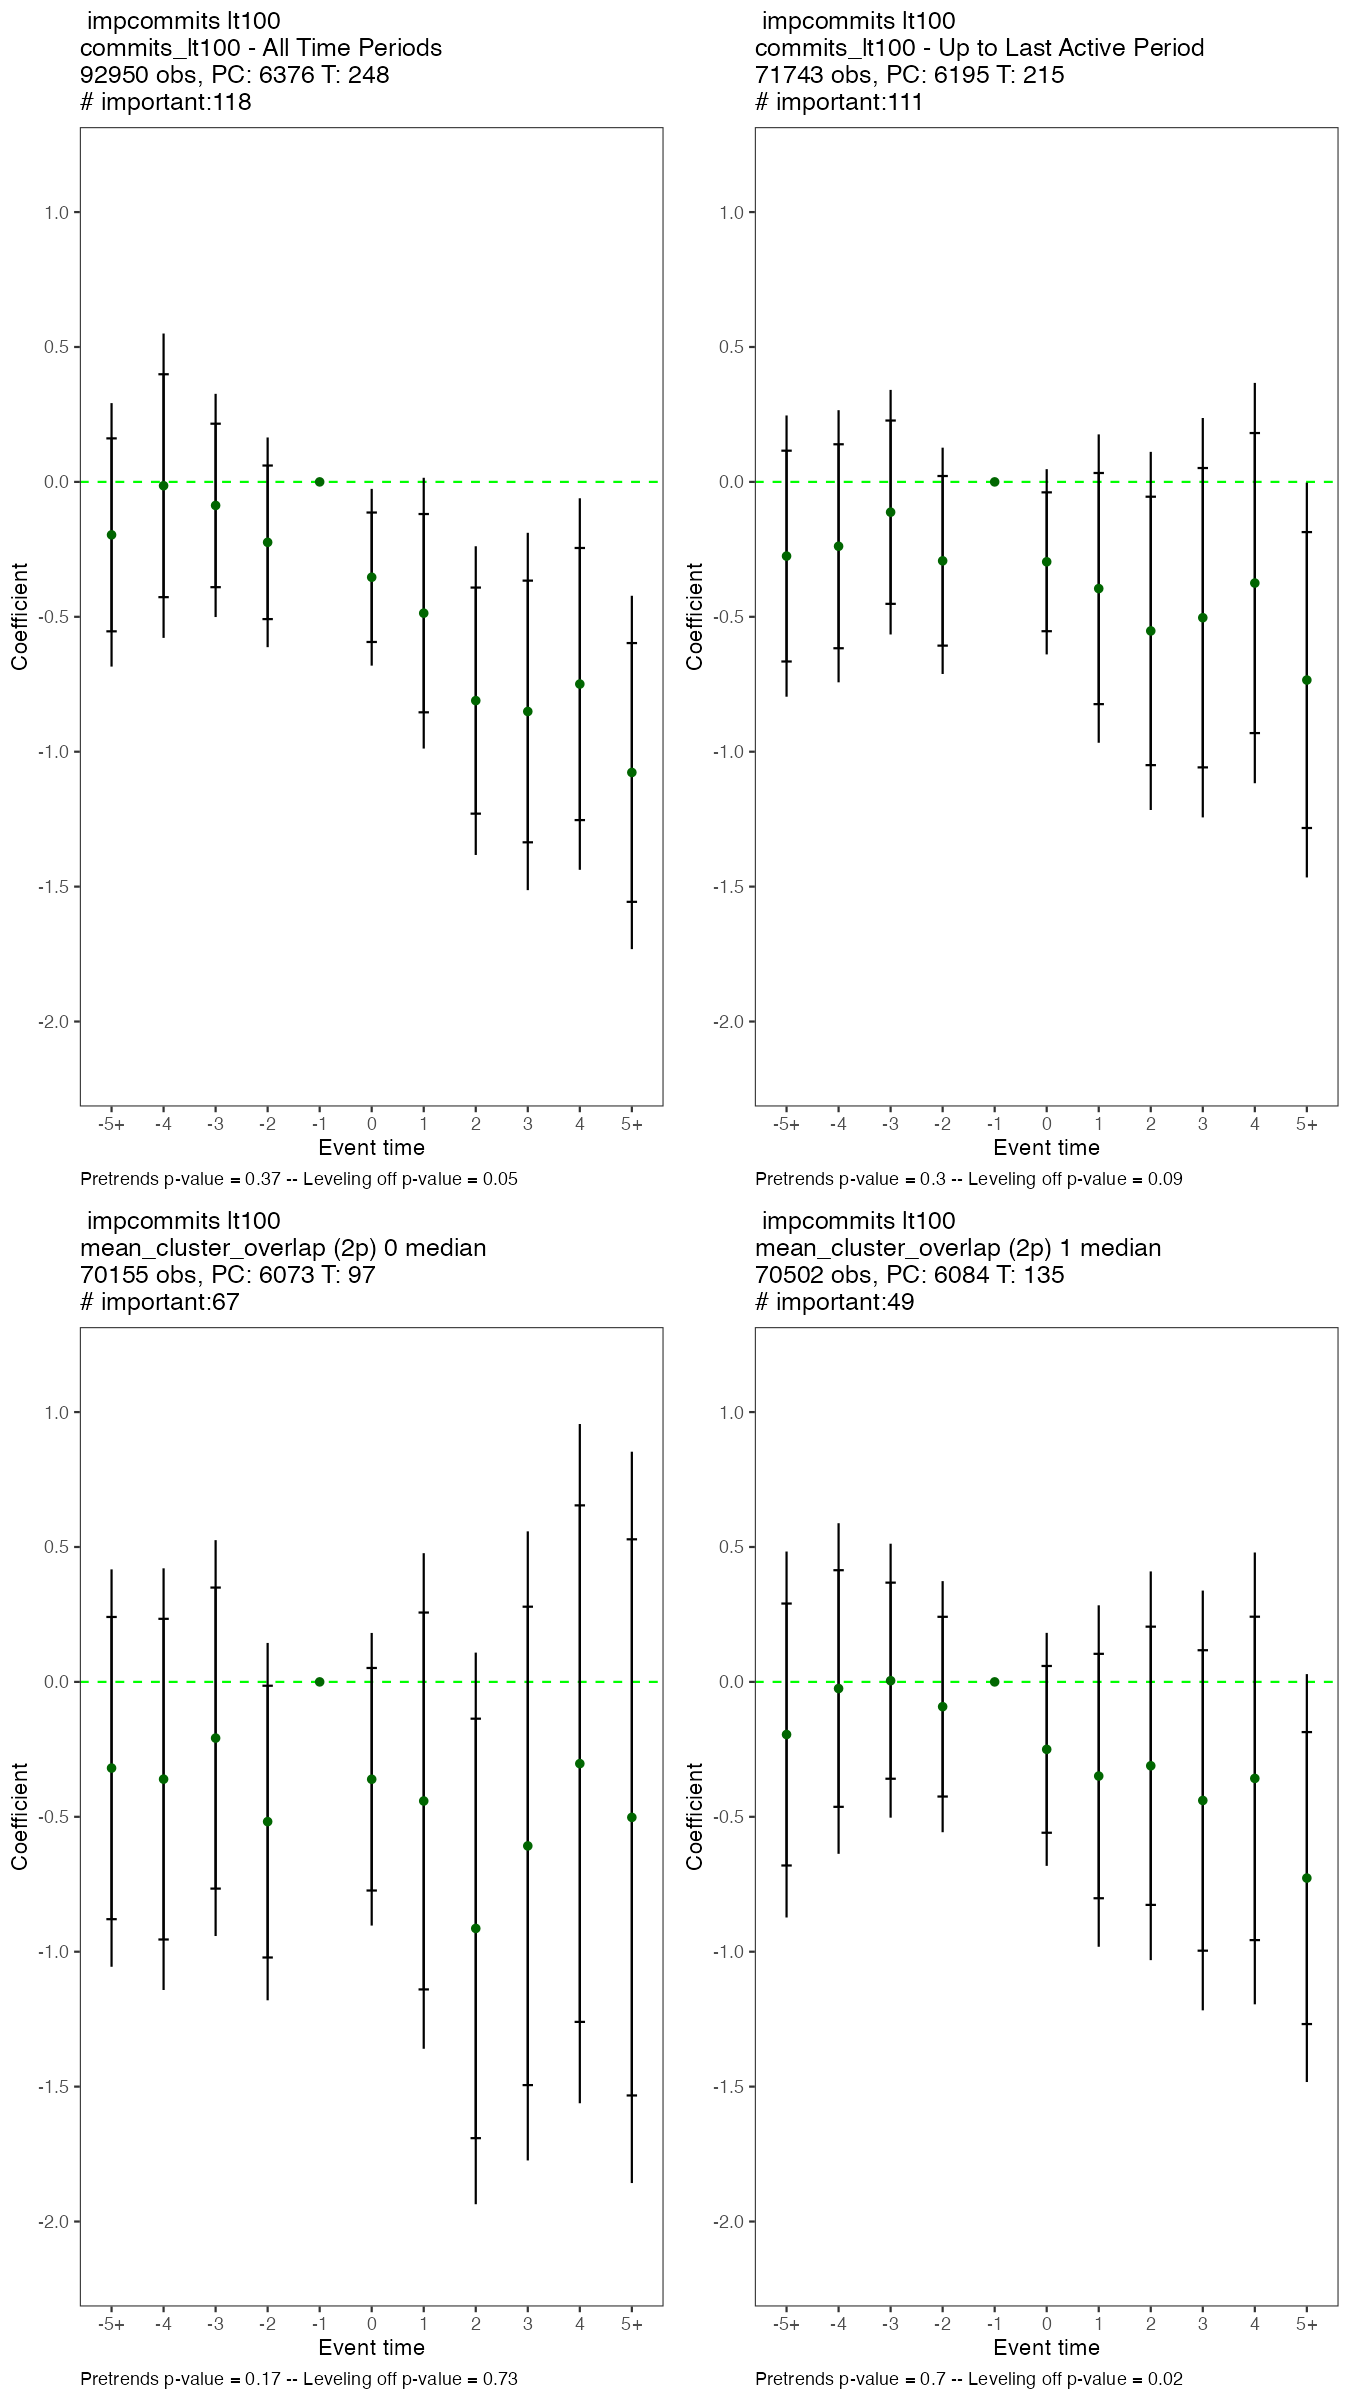 impcommits lt100
commits_lt100 - All Time Periods
92950 obs, PC: 6376 T: 248
# important:118
1.0
0.5
0.0
-0.5
-1.0
-1.5
-2.0
Coefficient
-5+ -4 -3 -2 -1 0 1 2 3 4 5+
Event time
Pretrends p-value = 0.37 -- Leveling off p-value = 0.05
impcommits lt100
commits_lt100 - Up to Last Active Period
71743 obs, PC: 6195 T: 215
# important:111
1.0
0.5
0.0
-0.5
-1.0
-1.5
-2.0
Coefficient
-5+ -4 -3 -2 -1 0 1 2 3 4 5+
Event time
Pretrends p-value = 0.3 -- Leveling off p-value = 0.09
impcommits lt100
mean_cluster_overlap (2p) 0 median
70155 obs, PC: 6073 T: 97
# important:67
1.0
0.5
0.0
-0.5
-1.0
-1.5
-2.0
Coefficient
-5+ -4 -3 -2 -1 0 1 2 3 4 5+
Event time
Pretrends p-value = 0.17 -- Leveling off p-value = 0.73
impcommits lt100
mean_cluster_overlap (2p) 1 median
70502 obs, PC: 6084 T: 135
# important:49
1.0
0.5
0.0
-0.5
-1.0
-1.5
-2.0
Coefficient
-5+ -4 -3 -2 -1 0 1 2 3 4 5+
Event time
Pretrends p-value = 0.7 -- Leveling off p-value = 0.02